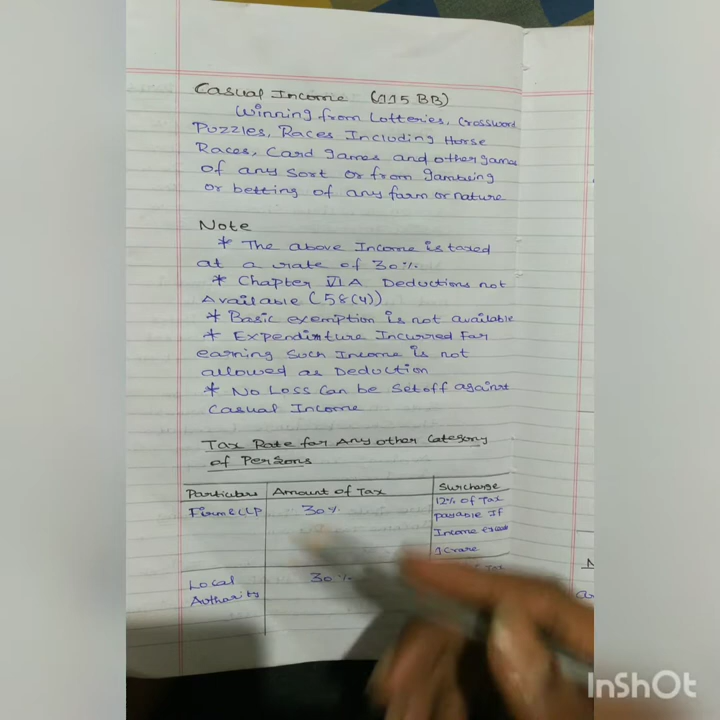 Casual Income (115 BB)
Winning from Lotteries, Crossword
Puzzles, Races Including Horse
Races, Card games and other games
of any sort or from gambling
or betting of any farm or nature
Note
* The above Income is taxed
at a rate of 30%.
* Chapter VI A Deductions not
Available (58(4))
* Basic exemption is not available
* Expenditure Incurred For
earning Such Income is not
allowed as Deduction
* No Loss Can be Setoff against
Casual Income
Tax Rate for Any other Category
of Persons
Particulars Amount of Tax Surcharge
Firm &LLP 30% 12% of Tax
payable If
Income
1 Crore
Local 30% Tax
Authority
InShOt